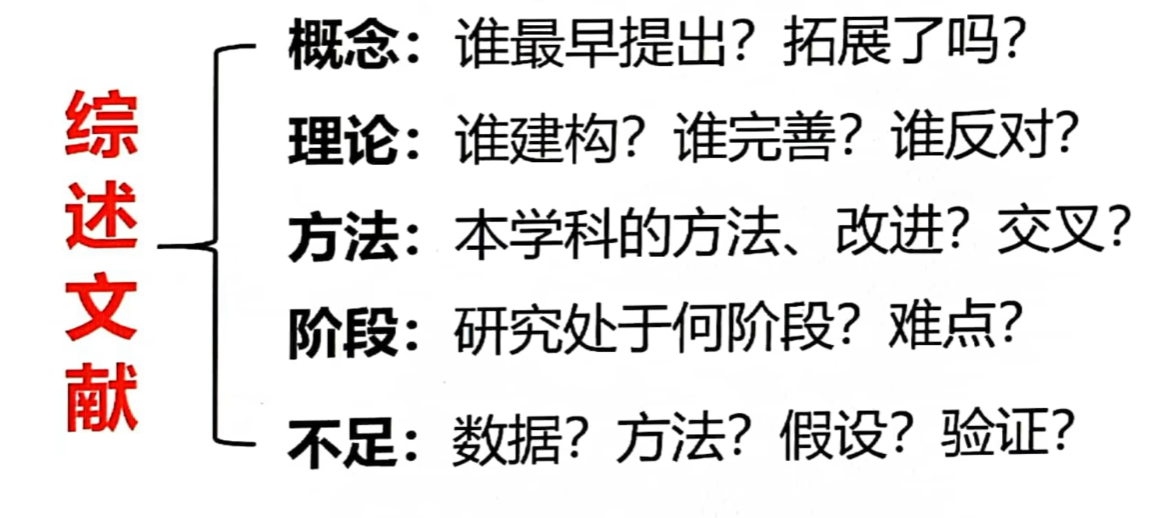 综述文献
概念：谁最早提出？拓展了吗？
理论：谁建构？谁完善？谁反对？
方法：本学科的方法、改进？交叉？
阶段：研究处于何阶段？难点？
不足：数据？方法？假设？验证？